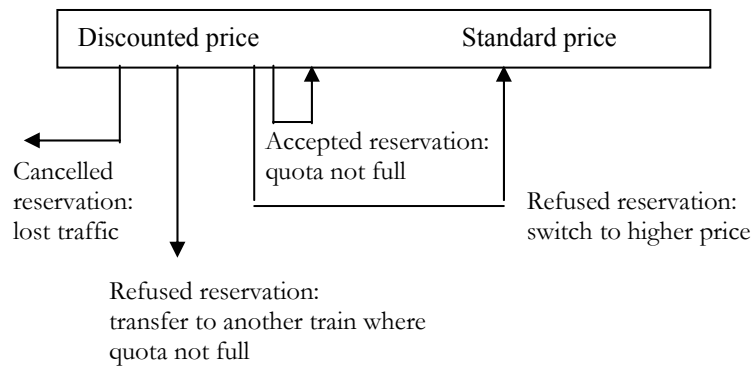 Discounted price Standard price
Accepted reservation:
quota not full
Cancelled
reservation:
lost traffic
Refused reservation:
switch to higher price
Refused reservation:
transfer to another train where
quota not full